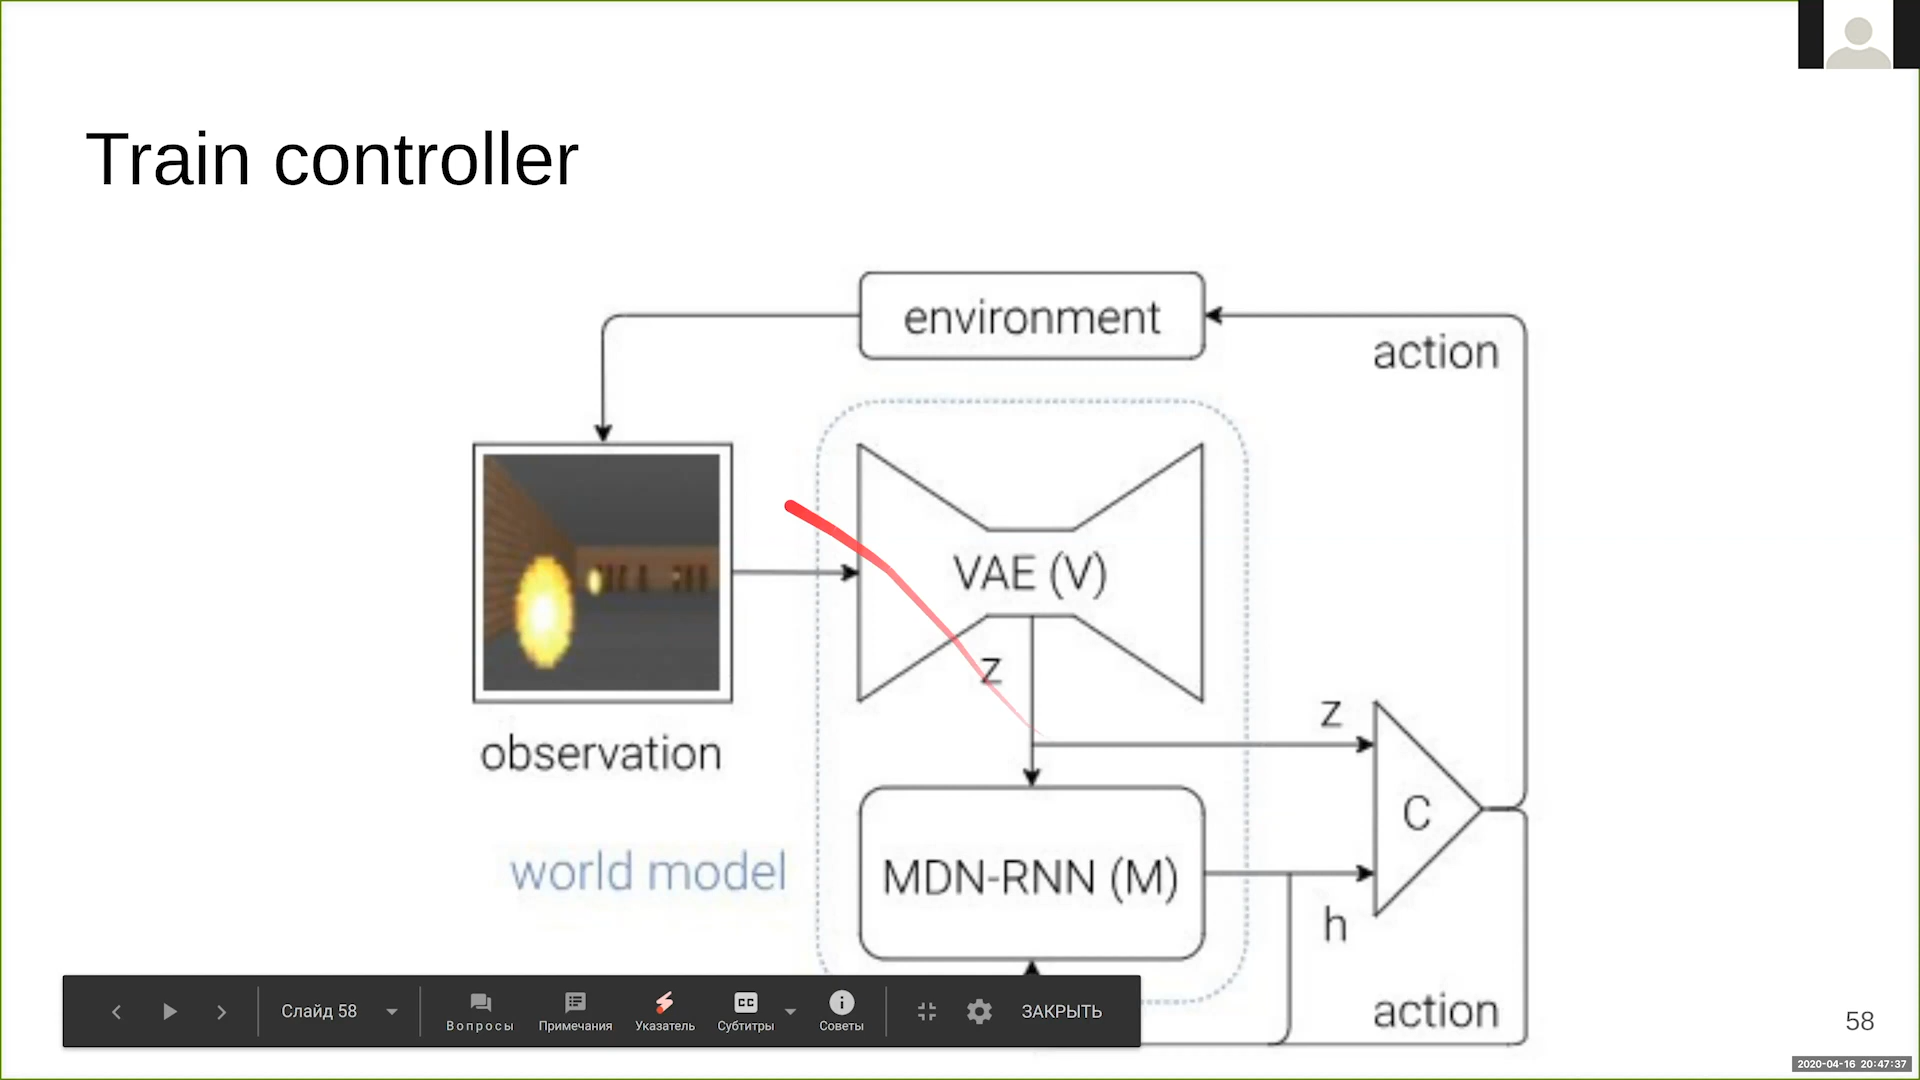 Train controller
environment
action
VAE (V)
z
z
observation
C
world model
MDN-RNN (M)
h
action
Слайд 58
Вопросы
Примечания
Указатель
CC
Субтитры
Советы
ЗАКРЫТЬ
58
2020-04-16 20:47:37